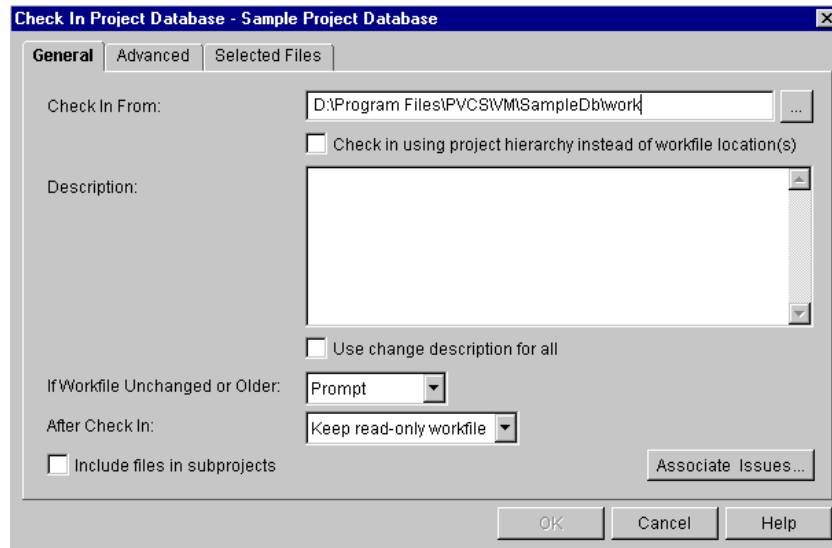 Check In Project Database - Sample Project Database
General Advanced Selected Files
Check In From: D:\Program Files\PVCS\VM\SampleDb\work ...
Check in using project hierarchy instead of workfile location(s)
Description:
Use change description for all
If Workfile Unchanged or Older: Prompt
After Check In: Keep read-only workfile
Include files in subprojects Associate Issues...
OK Cancel Help